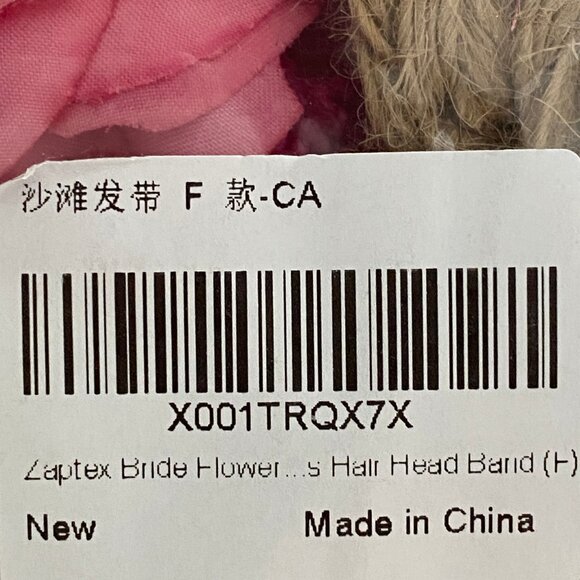 沙滩发带 F 款-CA
X001TRQX7X
Zaptex Bride Flower...s Hair Head Band (F)
New
Made in China